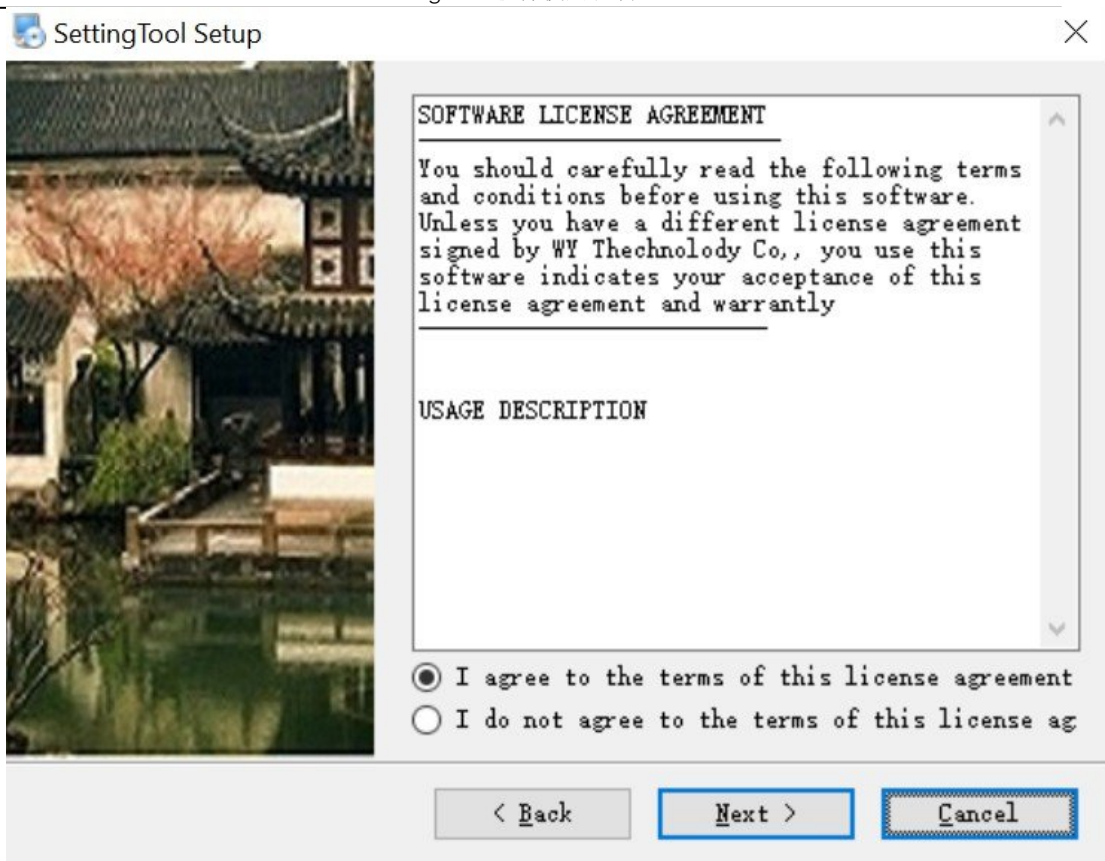 SettingTool Setup
SOFTWARE LICENSE AGREEMENT
You should carefully read the following terms
and conditions before using this software.
Unless you have a different license agreement
signed by WY Thechnolody Co,, you use this
software indicates your acceptance of this
license agreement and warrantly
USAGE DESCRIPTION
I agree to the terms of this license agreement
I do not agree to the terms of this license ag
< Back
Next >
Cancel